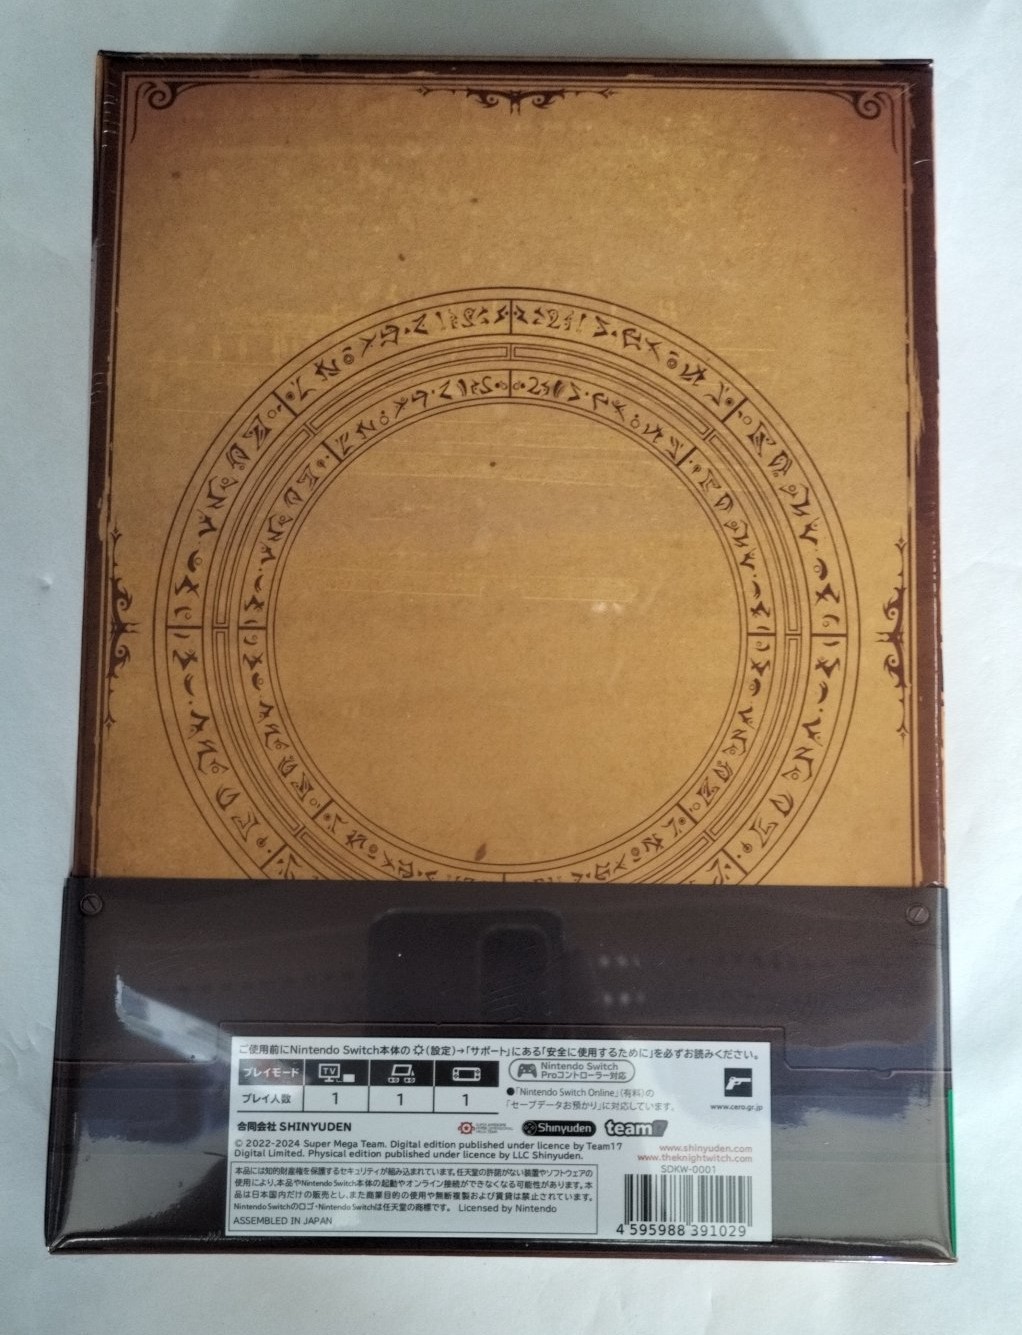 ご使用前にNintendo Switch本体の(設定)→「サポート」にある「安全に使用するために」を必ずお読みください。
プレイモード
TV
プレイ人数 1 1 1
Nintendo Switch
Proコントローラー対応
●「Nintendo Switch Online」(有料)の
「セーブデータお預かり」に対応しています。
www.cero.gr.jp
合同会社 SHINYUDEN
Shinyuden
team17
© 2022-2024 Super Mega Team. Digital edition published under licence by Team17
Digital Limited. Physical edition published under licence by LLC Shinyuden.
www.shinyuden.com
www.theknightwitch.com
本品には知的財産権を保護するセキュリティが組み込まれています。任天堂の許諾がない装置やソフトウェアの
使用により、本品やNintendo Switch本体の起動やオンライン接続ができなくなる可能性があります。本
品は日本国内だけの販売とし、また商業目的の使用や無断複製および賃貸は禁止されています。
Nintendo Switchのロゴ・Nintendo Switchは任天堂の商標です。 Licensed by Nintendo
ASSEMBLED IN JAPAN
SDKW-0001
4 595988 391029